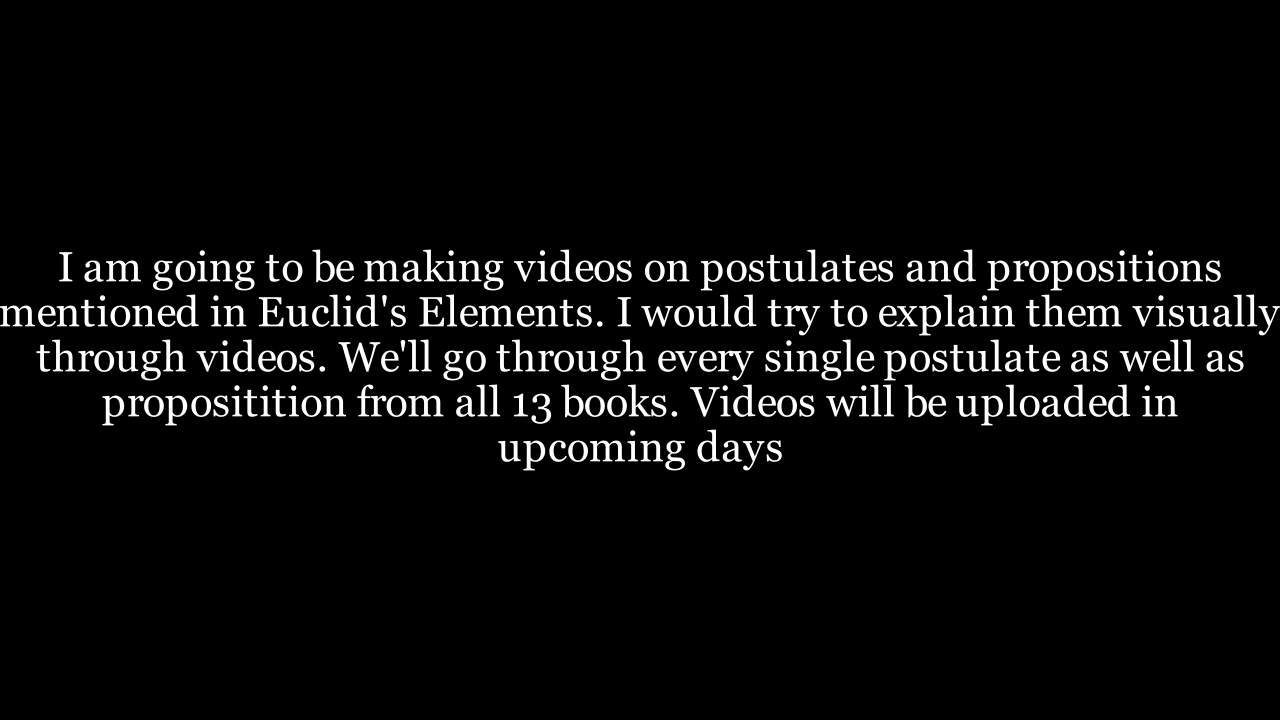 I am going to be making videos on postulates and propositions
mentioned in Euclid's Elements. I would try to explain them visually
through videos. We'll go through every single postulate as well as
propositition from all 13 books. Videos will be uploaded in
upcoming days